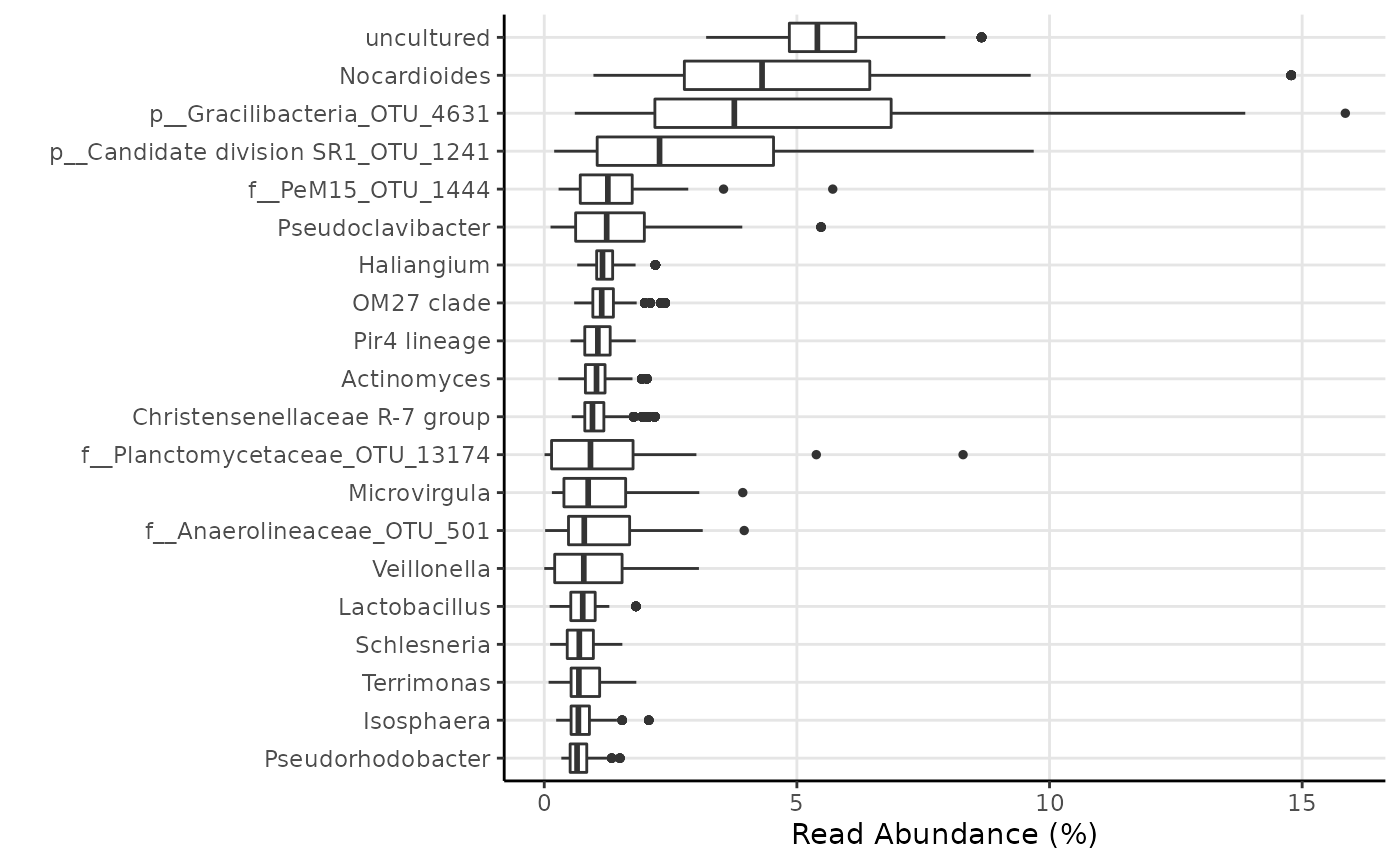 uncultured
Nocardioides
p__Gracilibacteria_OTU_4631
p__Candidate division SR1_OTU_1241
f__PeM15_OTU_1444
Pseudoclavibacter
Haliangium
OM27 clade
Pir4 lineage
Actinomyces
Christensenellaceae R-7 group
f__Planctomycetaceae_OTU_13174
Microvirgula
f__Anaerolineaceae_OTU_501
Veillonella
Lactobacillus
Schlesneria
Terrimonas
Isosphaera
Pseudorhodobacter
0 5 10 15
Read Abundance (%)